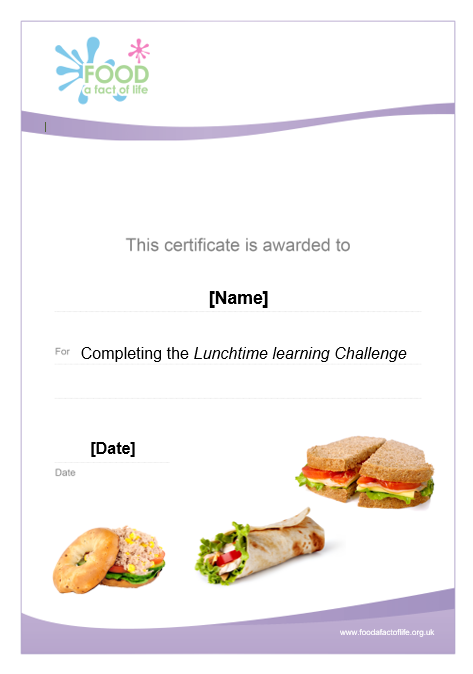 FOOD
a fact of life
This certificate is awarded to
[Name]
For Completing the Lunchtime learning Challenge
[Date]
Date
www.foodafactoflife.org.uk